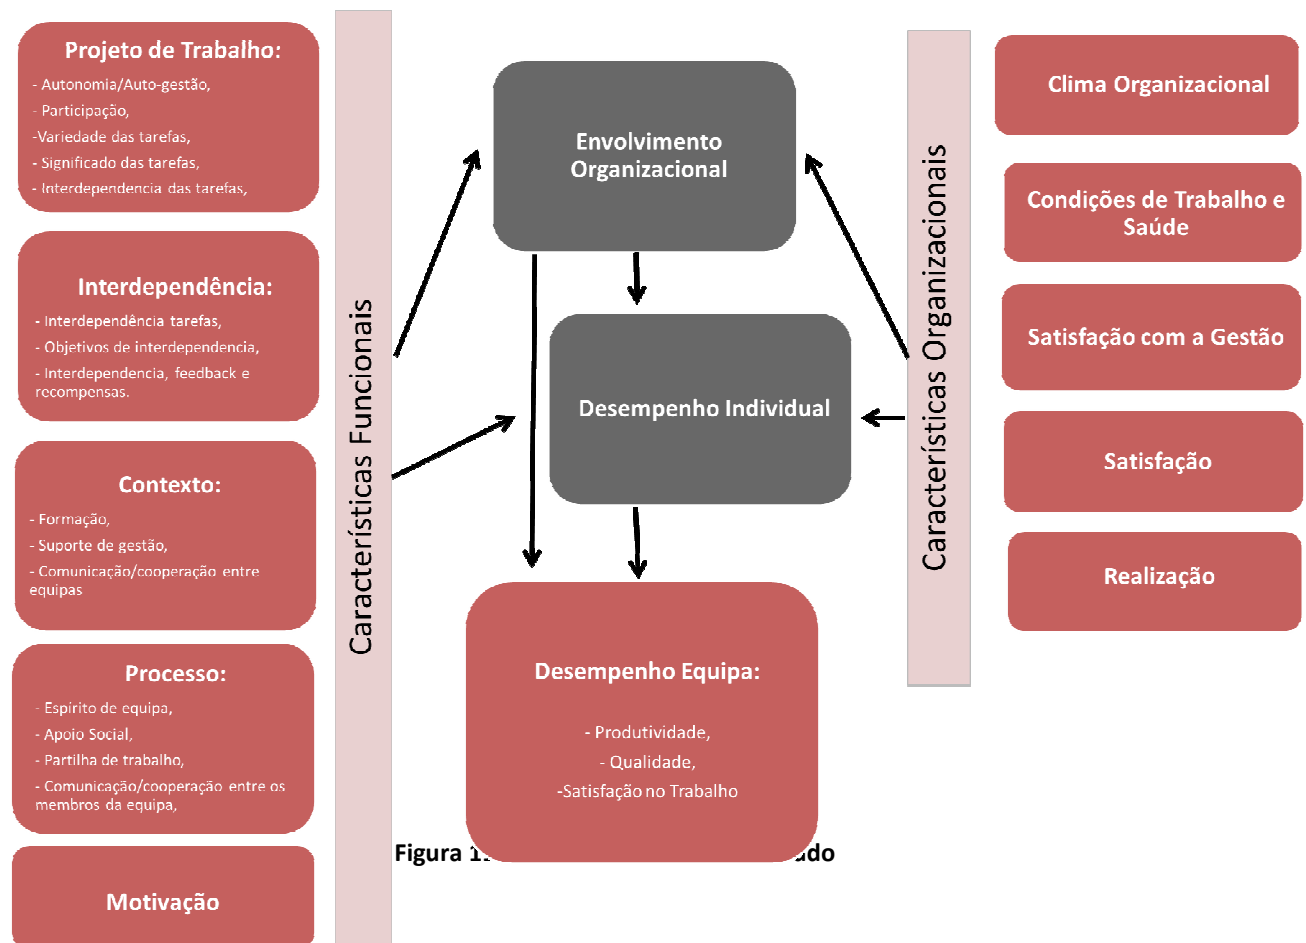 Projeto de Trabalho:
- Autonomia/Auto-gestão,
- Participação,
-Variedade das tarefas,
- Significado das tarefas,
- Interdependencia das tarefas,
Interdependência:
- Interdependência tarefas,
- Objetivos de interdependencia,
- Interdependencia, feedback e
recompensas.
Contexto:
- Formação,
- Suporte de gestão,
- Comunicação/cooperação entre
equipas
Processo:
- Espírito de equipa,
- Apoio Social,
- Partilha de trabalho,
- Comunicação/cooperação entre os
membros da equipa,
Motivação
Características Funcionais
Envolvimento
Organizacional
Desempenho Individual
Desempenho Equipa:
- Produtividade,
- Qualidade,
-Satisfação no Trabalho
Figura
Características Organizacionais
Clima Organizacional
Condições de Trabalho e
Saúde
Satisfação com a Gestão
Satisfação
Realização